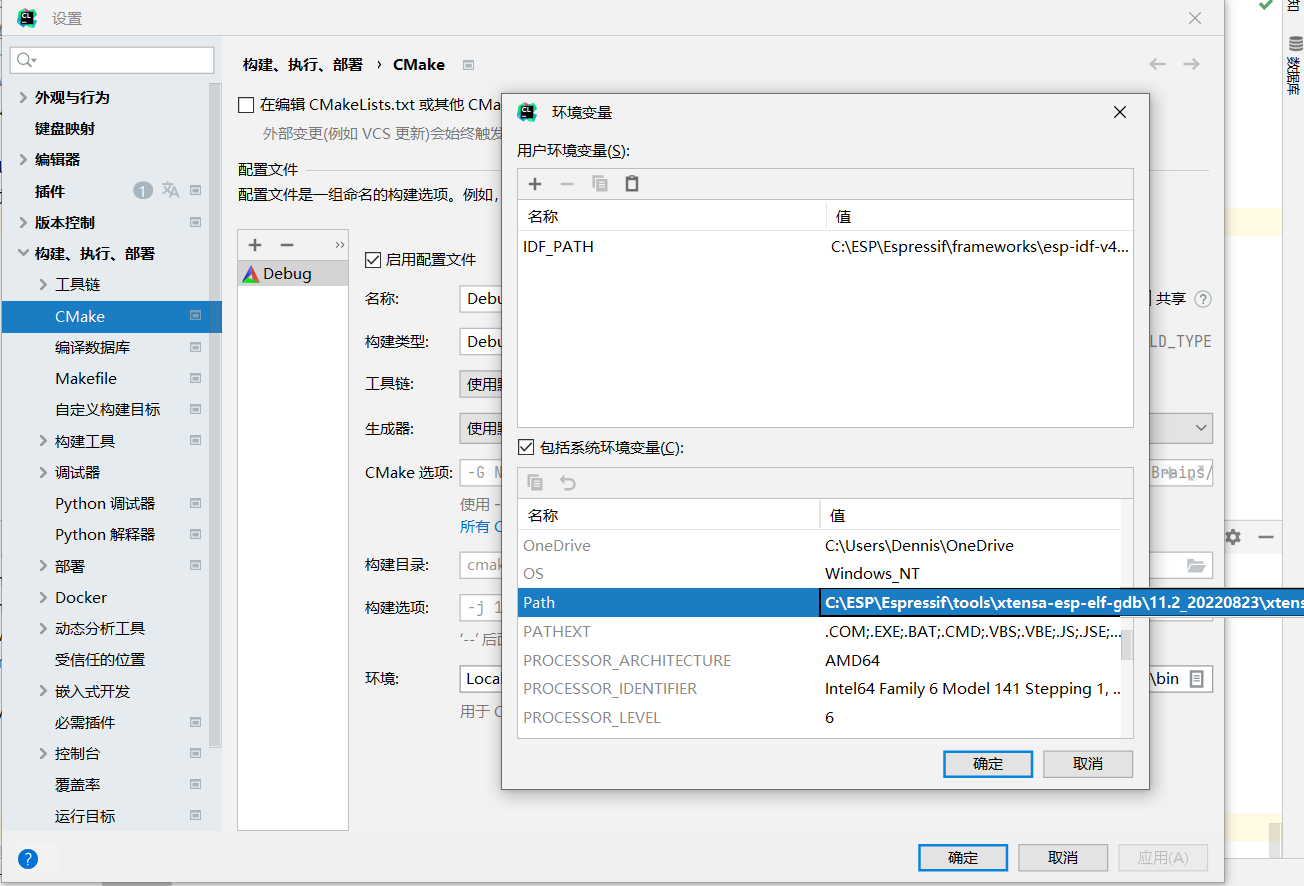 设置
构建、执行、部署 › CMake
外观与行为
键盘映射
编辑器
插件 1
版本控制
构建、执行、部署
工具链
CMake
编译数据库
Makefile
自定义构建目标
构建工具
调试器
Python 调试器
Python 解释器
部署
Docker
动态分析工具
受信任的位置
嵌入式开发
必需插件
控制台
覆盖率
运行目标
在编辑 CMakeLists.txt 或其他 CMa
外部变更(例如 VCS 更新)会始终触发
配置文件
配置文件是一组命名的构建选项。例如，
Debug
启用配置文件
名称: Debu
共享
构建类型: Debu
LD_TYPE
工具链: 使用默
生成器: 使用默
CMake 选项: -G N
Brains/
使用 -
所有 C
构建目录: cmak
构建选项: -j 1
'--' 后面
环境: Loca
\bin
用于 C
环境变量
用户环境变量(S):
名称 值
IDF_PATH C:\ESP\Espressif\frameworks\esp-idf-v4...
包括系统环境变量(C):
名称 值
OneDrive C:\Users\Dennis\OneDrive
OS Windows_NT
Path C:\ESP\Espressif\tools\xtensa-esp-elf-gdb\11.2_20220823\xtens
PATHEXT .COM;.EXE;.BAT;.CMD;.VBS;.VBE;.JS;.JSE;...
PROCESSOR_ARCHITECTURE AMD64
PROCESSOR_IDENTIFIER Intel64 Family 6 Model 141 Stepping 1, ...
PROCESSOR_LEVEL 6
确定 取消
确定 取消 应用(A)
知
数据库